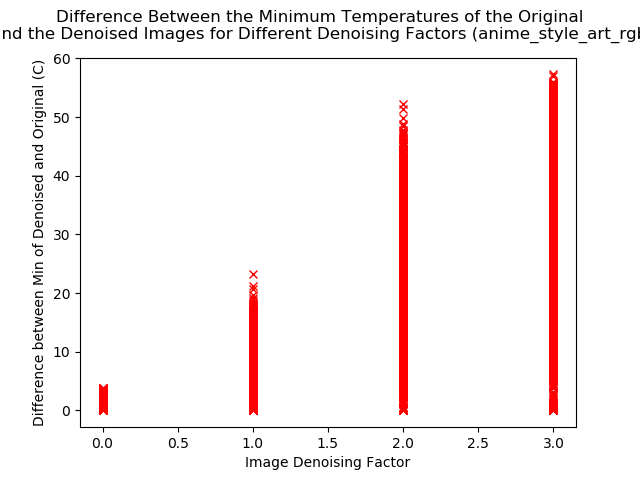 Difference Between the Minimum Temperatures of the Original
nd the Denoised Images for Different Denoising Factors (anime_style_art_rgb
Difference between Min of Denoised and Original (C)
60
50
40
30
20
10
0
0.0 0.5 1.0 1.5 2.0 2.5 3.0
Image Denoising Factor